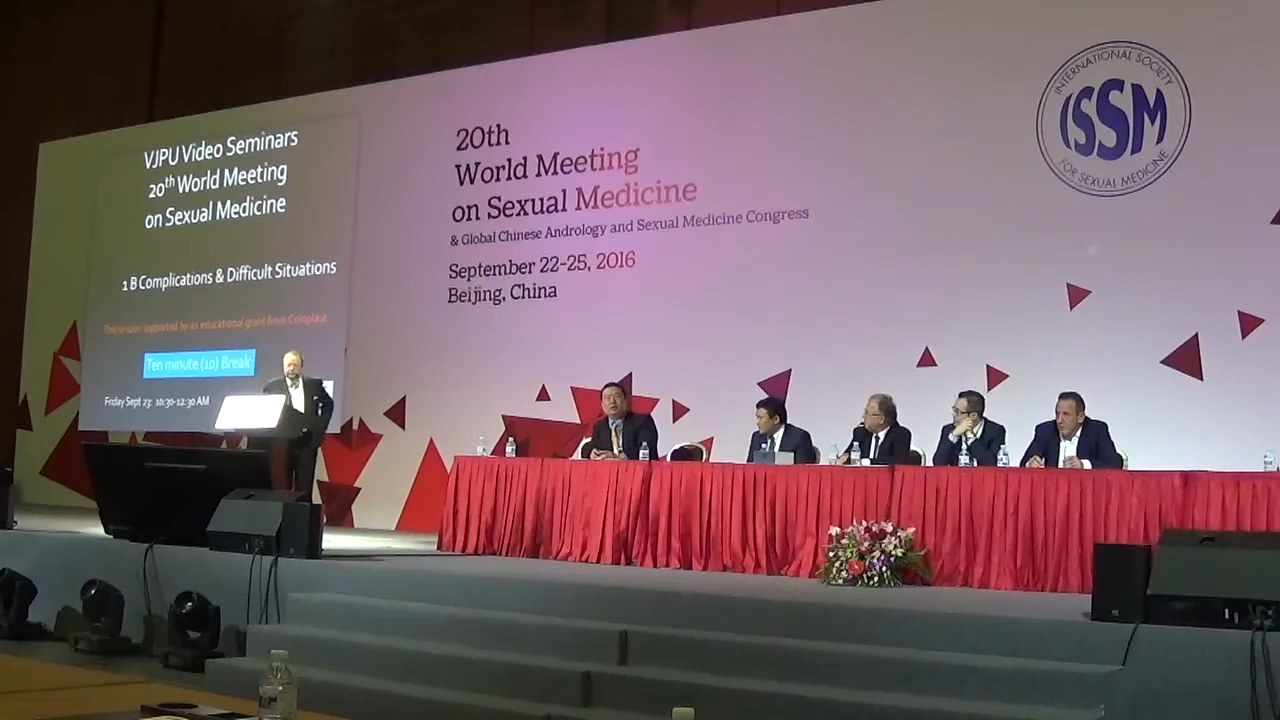 VJPU Video Seminars
20th World Meeting
on Sexual Medicine
1 B Complications & Difficult Situations
This session supported by an educational grant from Coloplast
Ten minute (10) Break
Friday Sept 23: 10:30-12:30 AM
20th
World Meeting
on Sexual Medicine
& Global Chinese Andrology and Sexual Medicine Congress
September 22-25, 2016
Beijing, China
INTERNATIONAL SOCIETY
ISSM
FOR SEXUAL MEDICINE